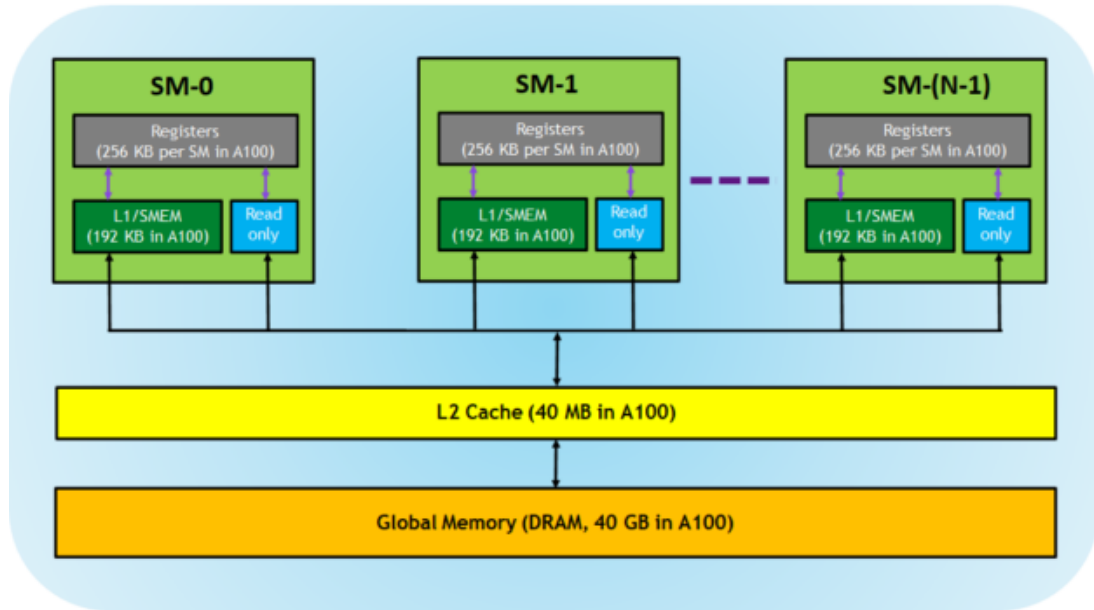 SM-0
Registers
(256 KB per SM in A100)
L1/SMEM
(192 KB in A100)
Read
only
SM-1
Registers
(256 KB per SM in A100)
L1/SMEM
(192 KB in A100)
Read
only
SM-(N-1)
Registers
(256 KB per SM in A100)
L1/SMEM
(192 KB in A100)
Read
only
L2 Cache (40 MB in A100)
Global Memory (DRAM, 40 GB in A100)